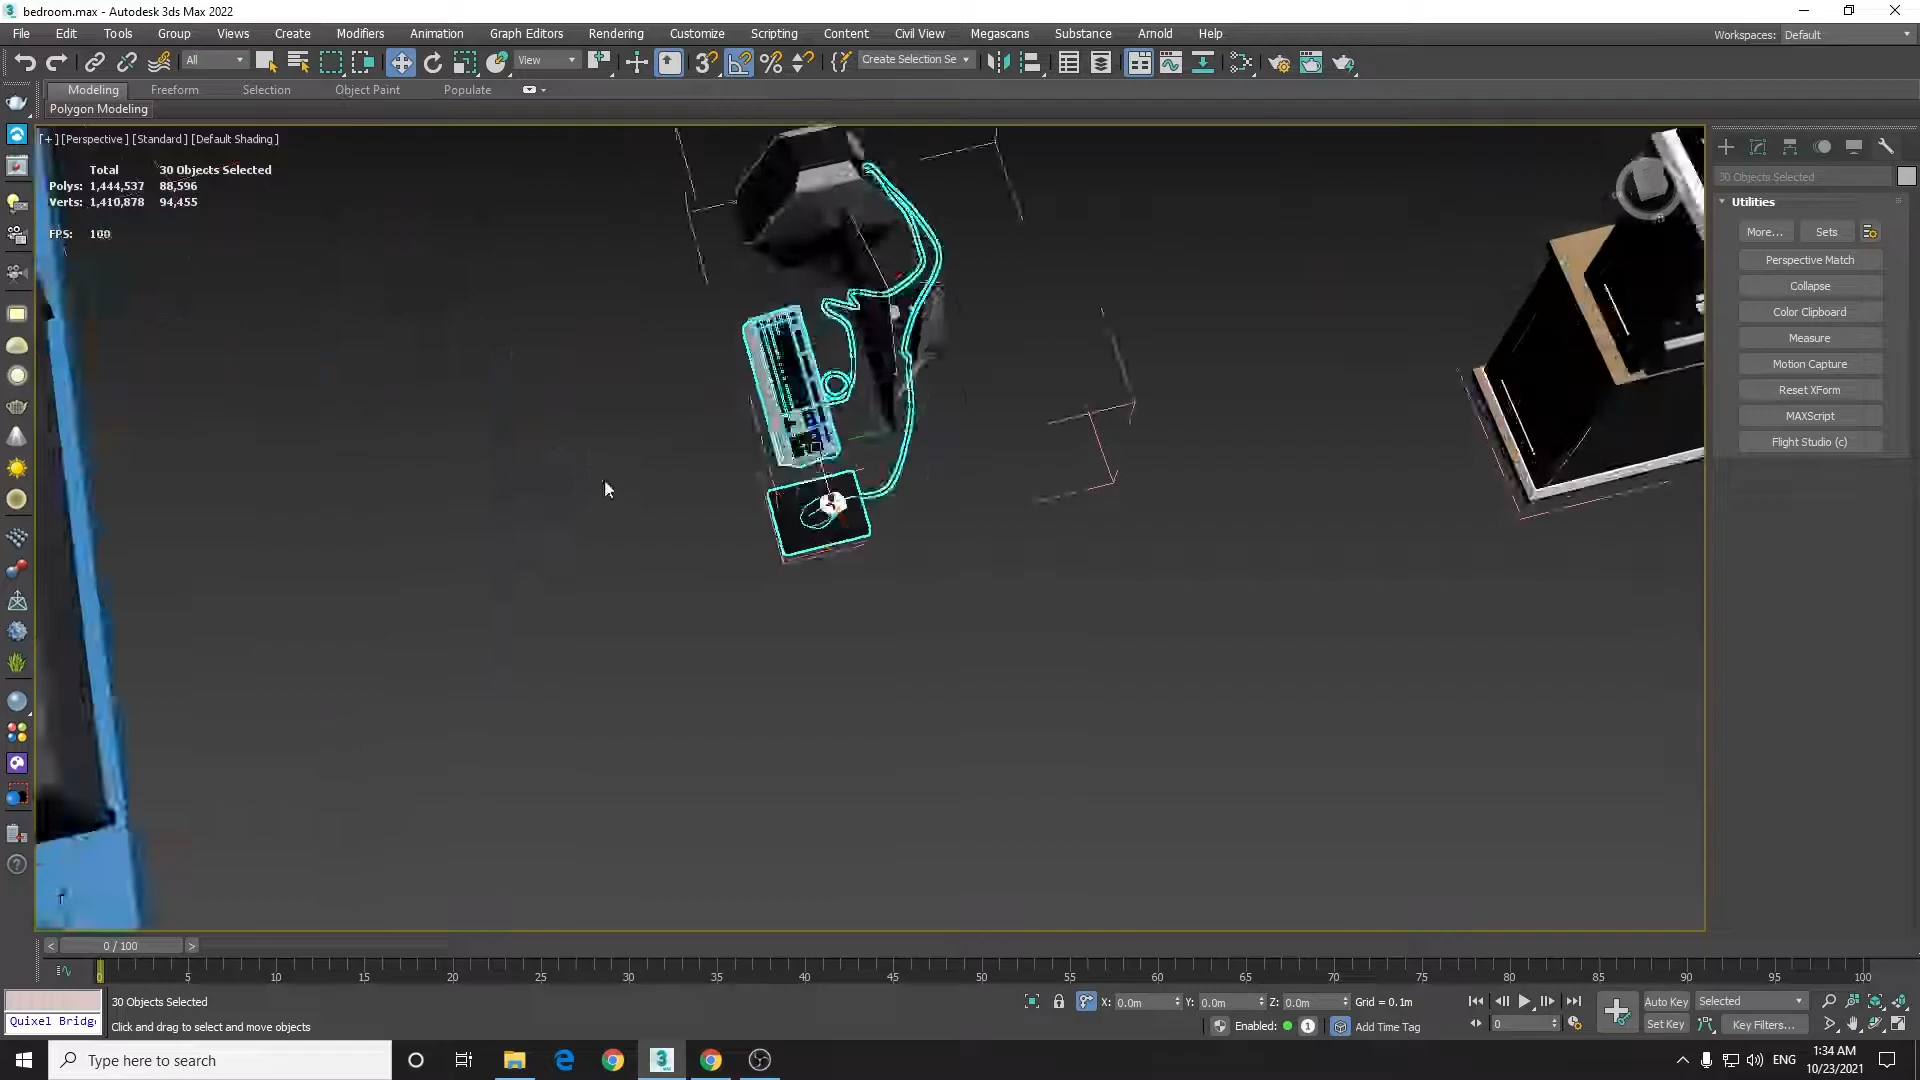 bedroom.max - Autodesk 3ds Max 2022
File Edit Tools Group Views Create Modifiers Animation Graph Editors Rendering Customize Scripting Content Civil View Megascans Substance Arnold Help
Workspaces: Default
All View Create Selection Se
Modeling Freeform Selection Object Paint Populate
Polygon Modeling
[+] [Perspective ] [Standard ] [Default Shading ]
Total 30 Objects Selected
Polys: 1,444,537 88,596
Verts: 1,410,878 94,455
FPS: 100
30 Objects Selected
Utilities
More... Sets
Perspective Match
Collapse
Color Clipboard
Measure
Motion Capture
Reset XForm
MAXScript
Flight Studio (c)
< 0 / 100 >
0 5 10 15 20 25 30 35 40 45 50 55 60 65 70 75 80 85 90 95 100
30 Objects Selected
X: 0.0m Y: 0.0m Z: 0.0m Grid = 0.1m
Auto Key Selected
Quixel Bridg
Click and drag to select and move objects
Enabled: 1 Add Time Tag
0
Set Key Key Filters...
Type here to search
ENG
1:34 AM
10/23/2021